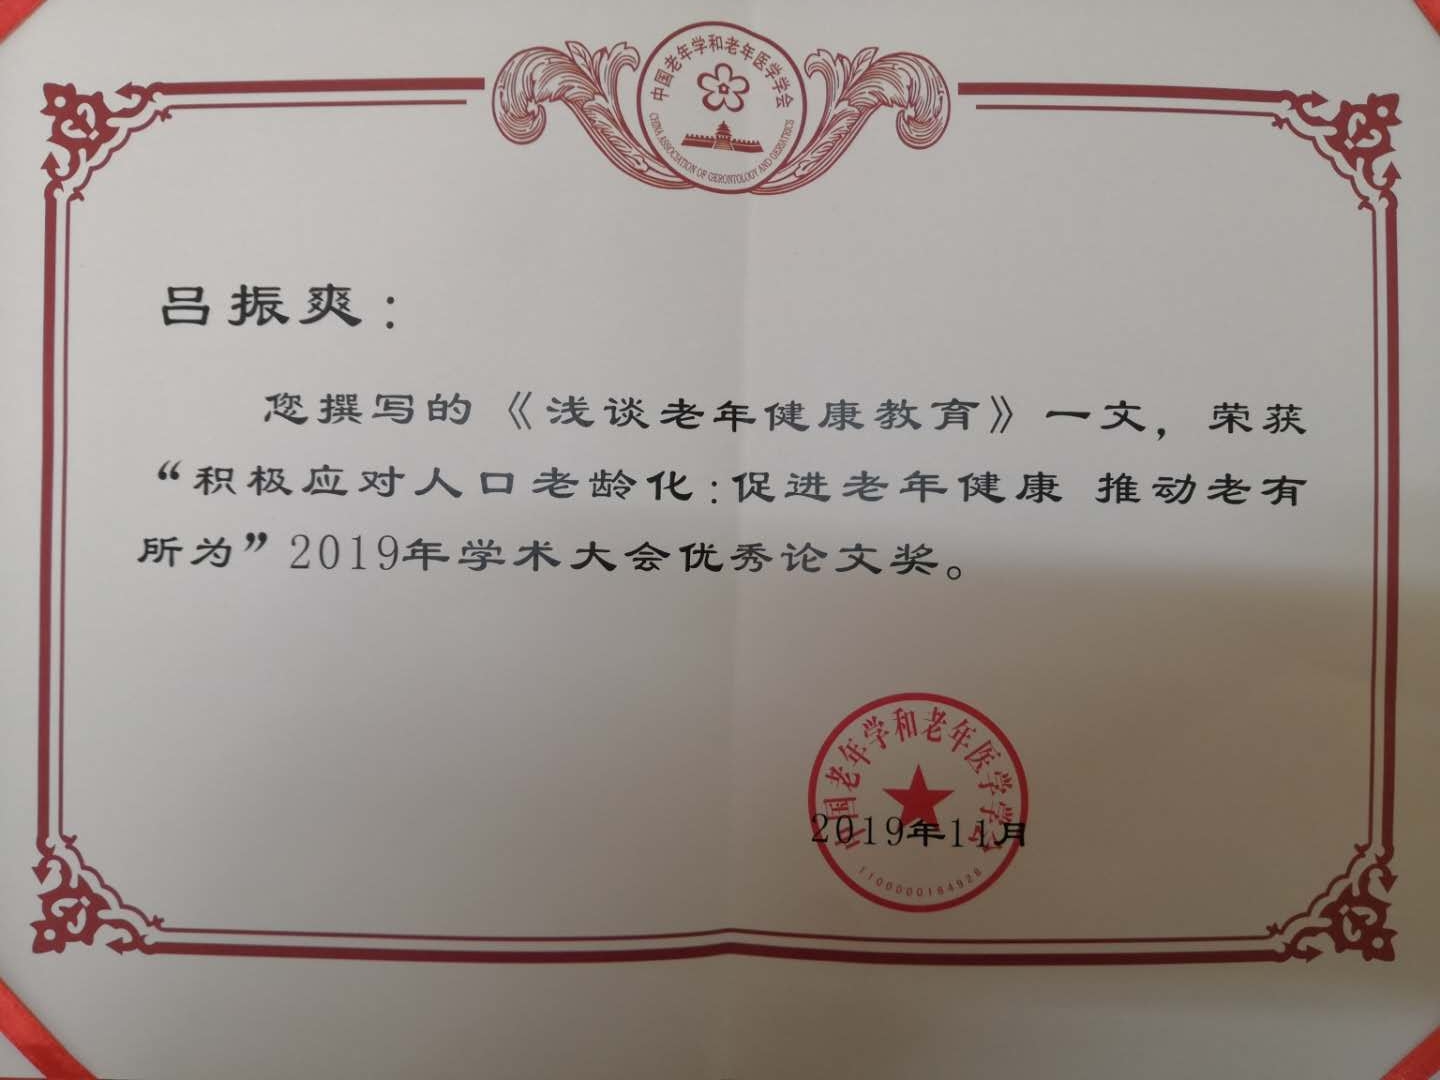 中国老年学和老年医学学会
CHINA ASSOCIATION OF GERONTOLOGY AND GERIATRICS
吕振爽：
您撰写的《浅谈老年健康教育》一文，荣获
“积极应对人口老龄化:促进老年健康 推动老有
所为”2019年学术大会优秀论文奖。
中国老年学和老年医学学会
2019年11月
1100000184928